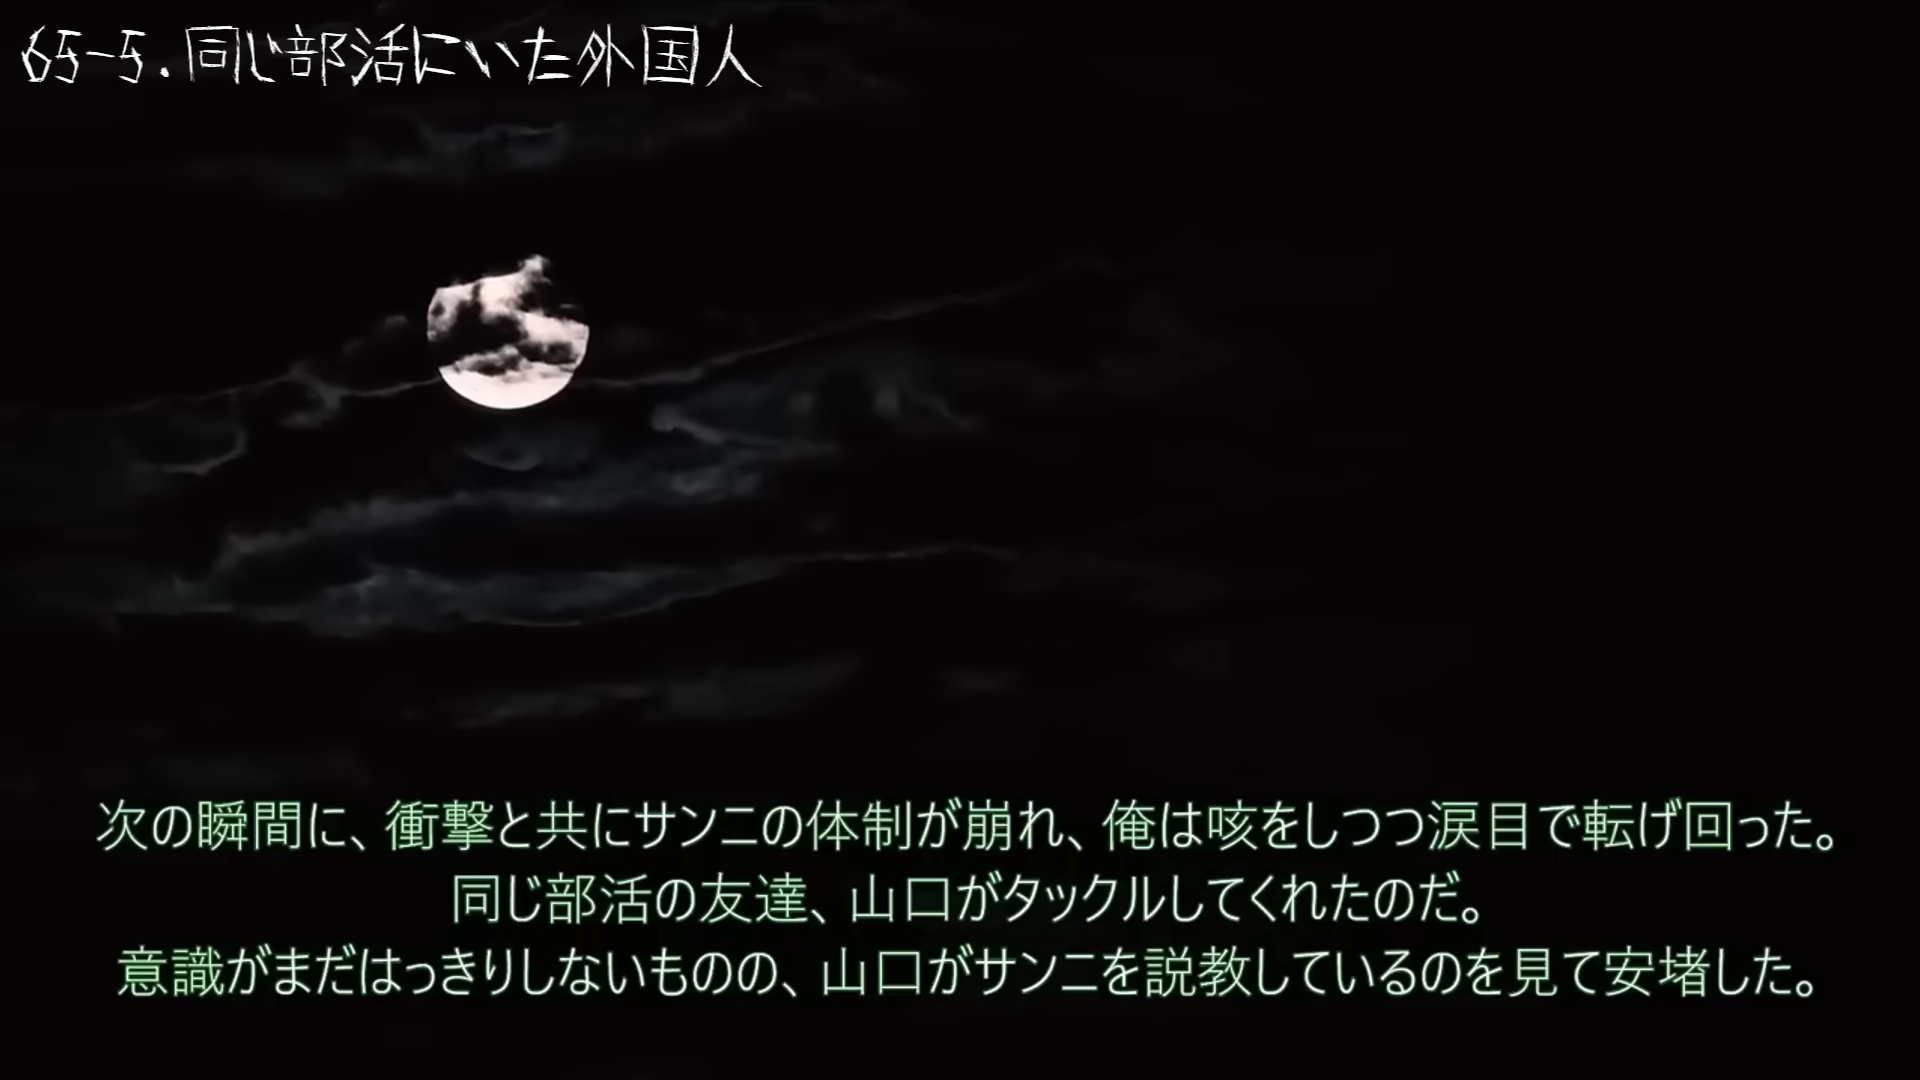 65-5.同じ部活にいた外国人
次の瞬間に、衝撃と共にサンニの体制が崩れ、俺は咳をしつつ涙目で転げ回った。
同じ部活の友達、山口がタックルしてくれたのだ。
意識がまだはっきりしないものの、山口がサンニを説教しているのを見て安堵した。